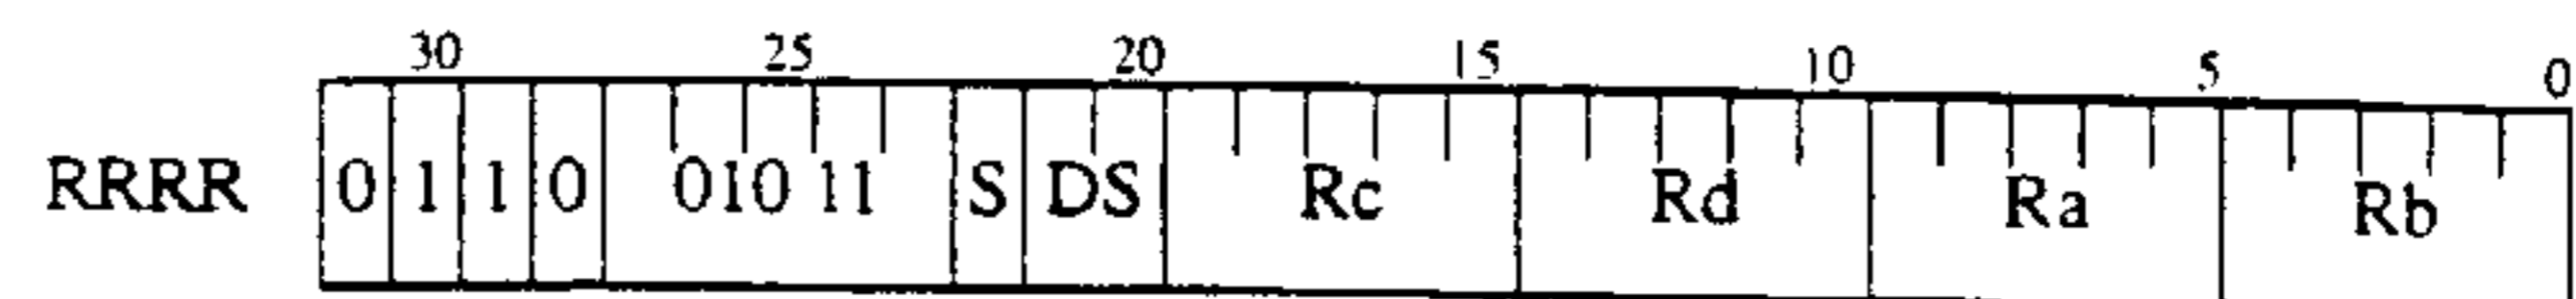 30 25 20 15 10 5 0
RRRR 0 1 1 0 010 11 S DS Rc Rd Ra Rb